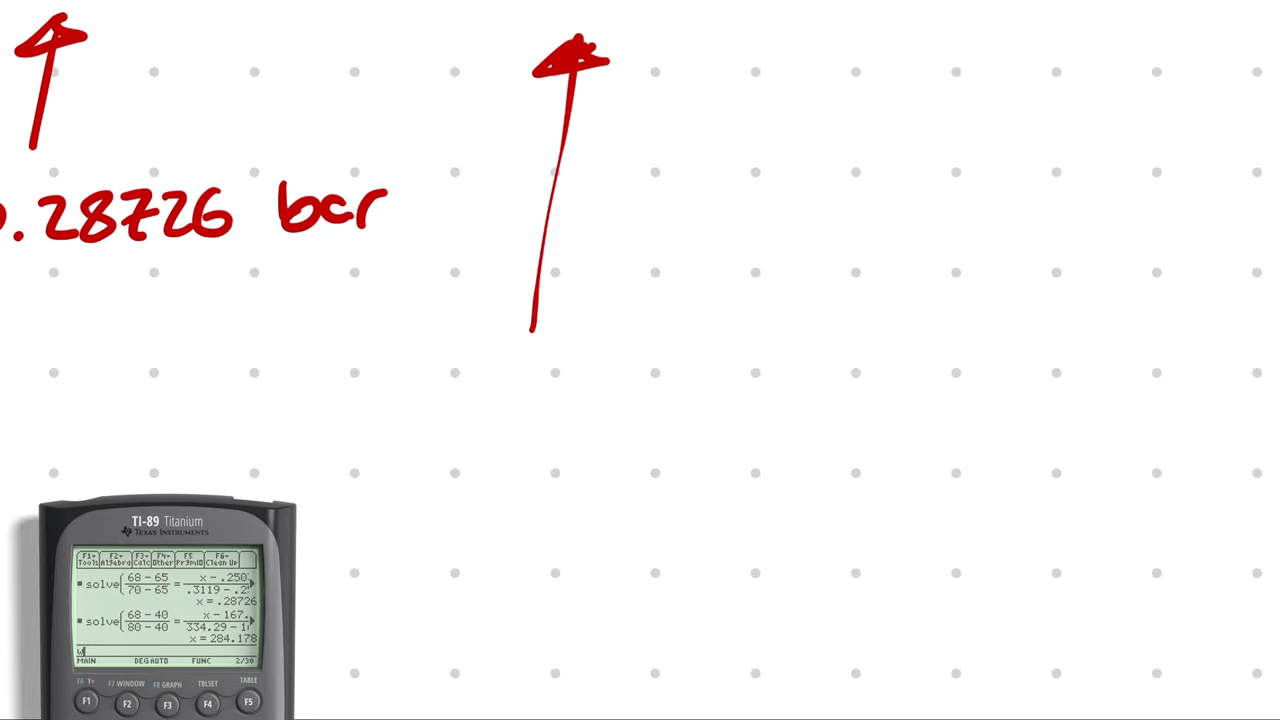 .28726 bar
TI-89 Titanium
TEXAS INSTRUMENTS
F1 F2 F3 F4 F5 F6
Tools Algebra Calc Other PrgmIO Clean Up
solve( 68 - 65 / 70 - 65 = x - .250 / .3119 - .2
x = .28726
solve( 68 - 40 / 80 - 40 = x - 167. / 334.29 - 1
x = 284.178
MAIN DEG AUTO FUNC 2/30
F6 Y= F7 WINDOW F8 GRAPH TBLSET TABLE
F1 F2 F3 F4 F5